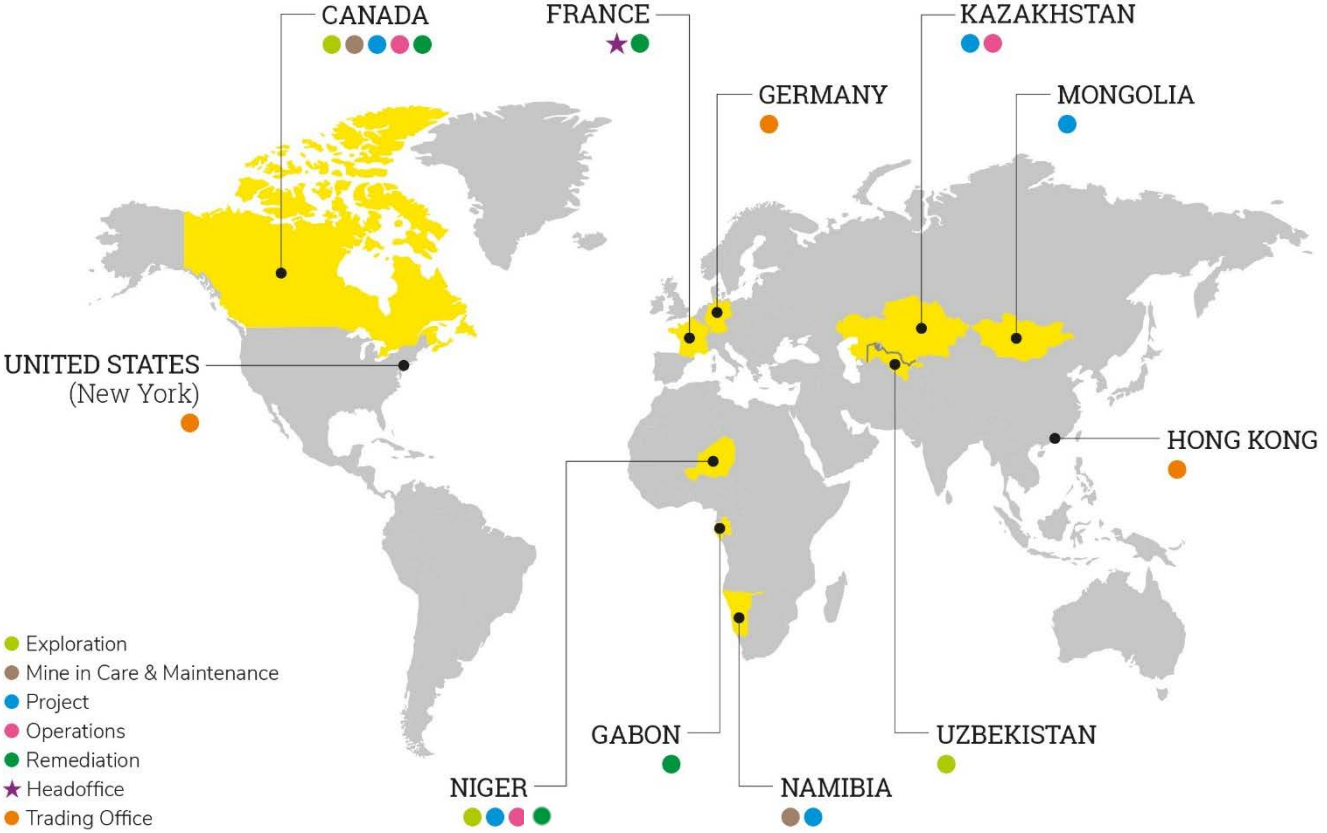 CANADA
FRANCE
KAZAKHSTAN
GERMANY
MONGOLIA
UNITED STATES
(New York)
HONG KONG
GABON
UZBEKISTAN
NIGER
NAMIBIA
Exploration
Mine in Care & Maintenance
Project
Operations
Remediation
Headoffice
Trading Office